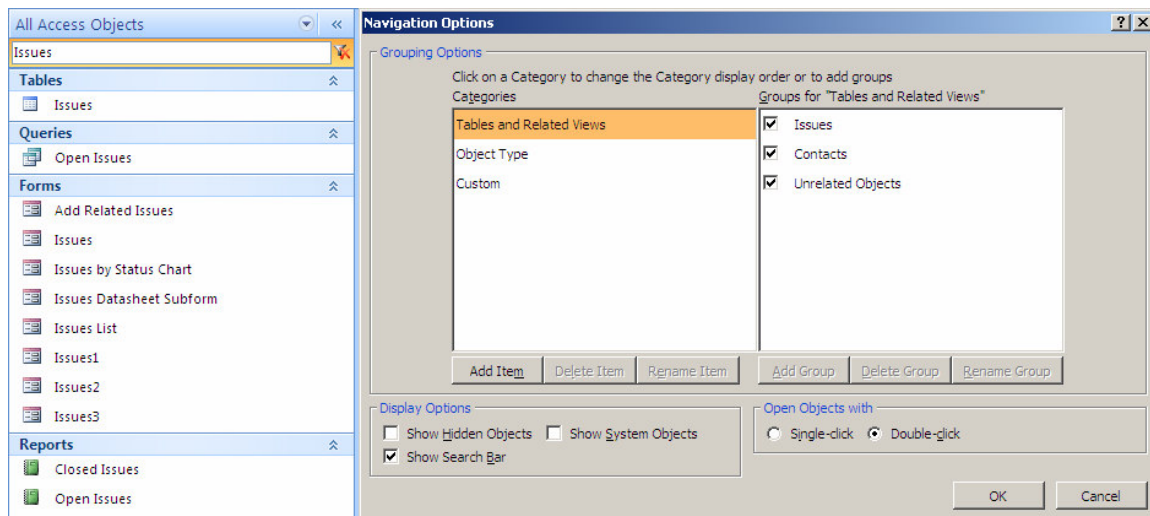 All Access Objects
Issues
Tables
Issues
Queries
Open Issues
Forms
Add Related Issues
Issues
Issues by Status Chart
Issues Datasheet Subform
Issues List
Issues1
Issues2
Issues3
Reports
Closed Issues
Open Issues
Navigation Options
Grouping Options
Click on a Category to change the Category display order or to add groups
Categories
Groups for "Tables and Related Views"
Tables and Related Views
Object Type
Custom
Issues
Contacts
Unrelated Objects
Add Item
Delete Item
Rename Item
Add Group
Delete Group
Rename Group
Display Options
Show Hidden Objects
Show System Objects
Show Search Bar
Open Objects with
Single-click
Double-click
OK
Cancel